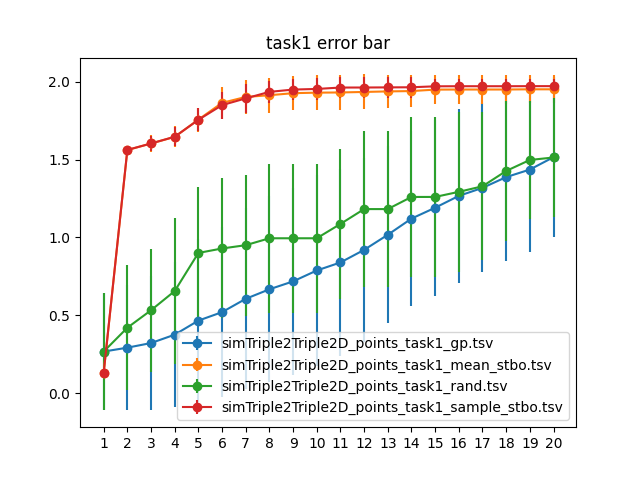 task1 error bar
2.0
1.5
1.0
0.5
0.0
simTriple2Triple2D_points_task1_gp.tsv
simTriple2Triple2D_points_task1_mean_stbo.tsv
simTriple2Triple2D_points_task1_rand.tsv
simTriple2Triple2D_points_task1_sample_stbo.tsv
1 2 3 4 5 6 7 8 9 10 11 12 13 14 15 16 17 18 19 20